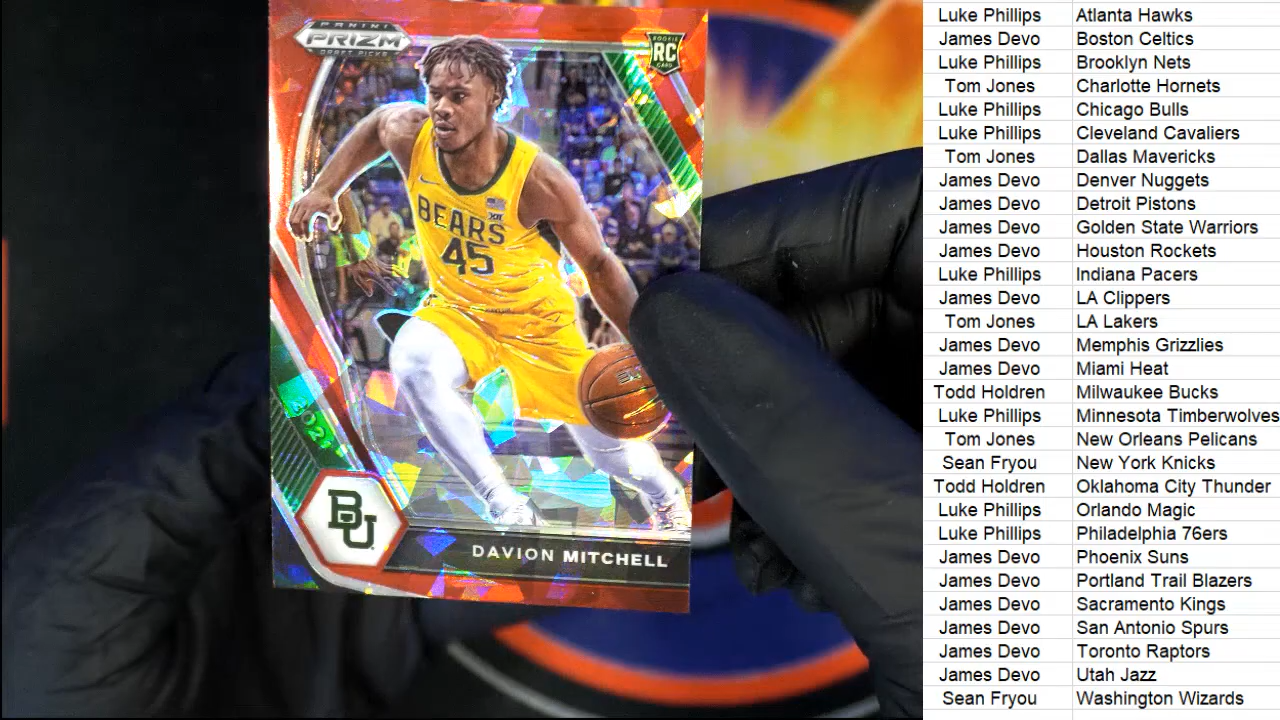 PANINI
PRIZM
DRAFT PICKS
ROOKIE
RC
CARD
BEARS
45
2021
BU
DAVION MITCHELL
Luke Phillips Atlanta Hawks
James Devo Boston Celtics
Luke Phillips Brooklyn Nets
Tom Jones Charlotte Hornets
Luke Phillips Chicago Bulls
Luke Phillips Cleveland Cavaliers
Tom Jones Dallas Mavericks
James Devo Denver Nuggets
James Devo Detroit Pistons
James Devo Golden State Warriors
James Devo Houston Rockets
Luke Phillips Indiana Pacers
James Devo LA Clippers
Tom Jones LA Lakers
James Devo Memphis Grizzlies
James Devo Miami Heat
Todd Holdren Milwaukee Bucks
Luke Phillips Minnesota Timberwolves
Tom Jones New Orleans Pelicans
Sean Fryou New York Knicks
Todd Holdren Oklahoma City Thunder
Luke Phillips Orlando Magic
Luke Phillips Philadelphia 76ers
James Devo Phoenix Suns
James Devo Portland Trail Blazers
James Devo Sacramento Kings
James Devo San Antonio Spurs
James Devo Toronto Raptors
James Devo Utah Jazz
Sean Fryou Washington Wizards